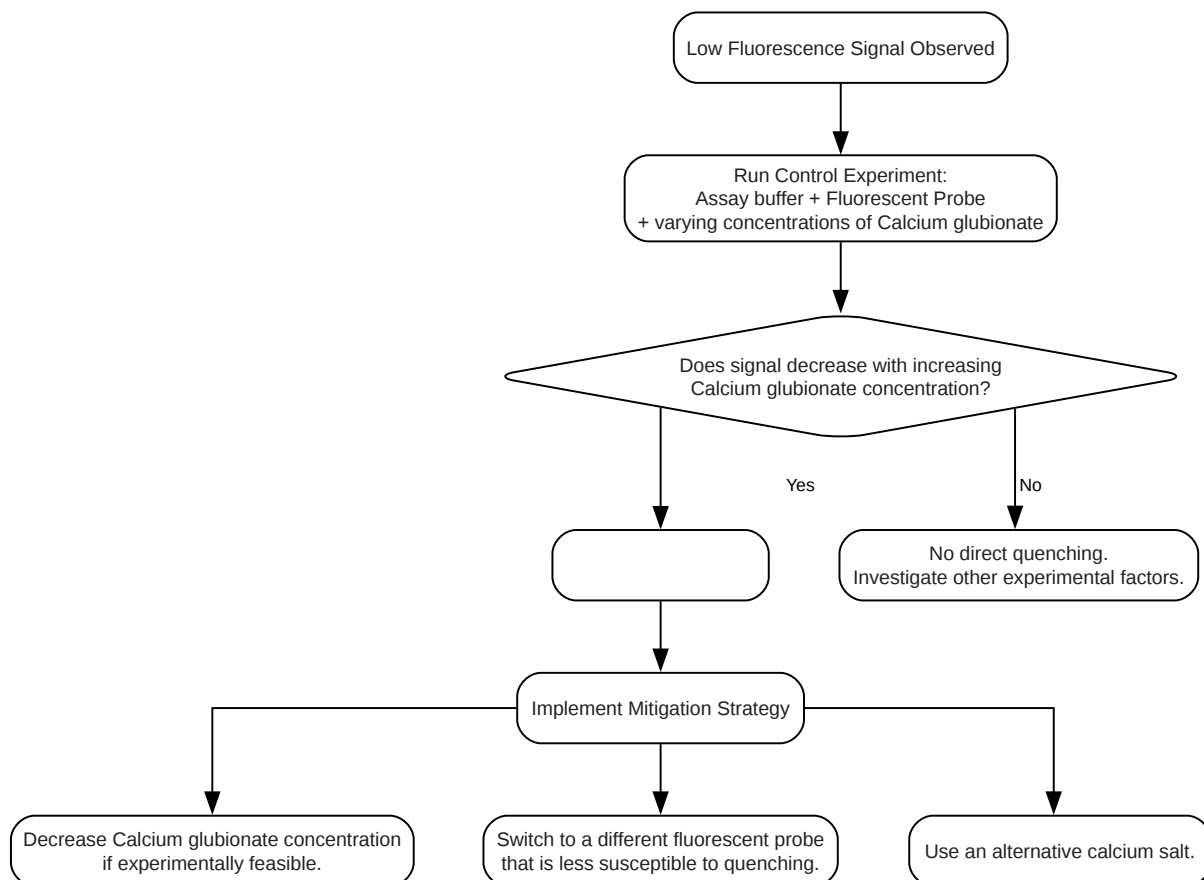 Low Fluorescence Signal Observed
Run Control Experiment:
Assay buffer + Fluorescent Probe
+ varying concentrations of Calcium glubionate
Does signal decrease with increasing
Calcium glubionate concentration?
Yes
No
No direct quenching.
Investigate other experimental factors.
Implement Mitigation Strategy
Decrease Calcium glubionate concentration
if experimentally feasible.
Switch to a different fluorescent probe
that is less susceptible to quenching.
Use an alternative calcium salt.